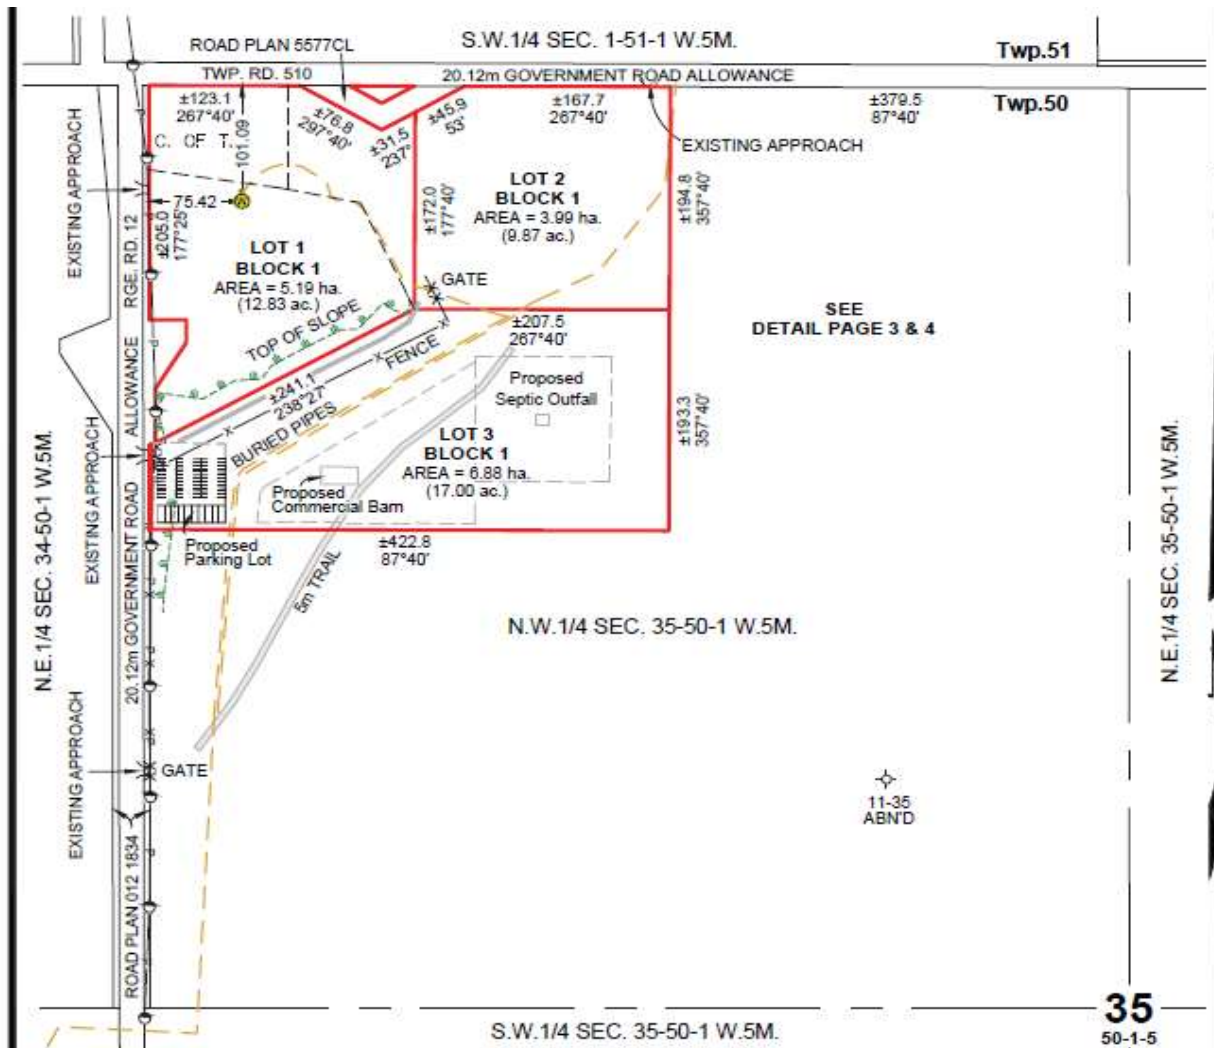 S.W.1/4 SEC. 1-51-1 W.5M.
ROAD PLAN 5577CL
Twp.51
TWP. RD. 510
20.12m GOVERNMENT ROAD ALLOWANCE
±123.1
267°40'
±76.8
297°40'
±45.9
53'
±167.7
267°40'
±379.5
87°40'
Twp.50
C. OF T.
101.09
±31.5
237°
EXISTING APPROACH
EXISTING APPROACH
75.42
±205.0
177°25'
LOT 1
BLOCK 1
AREA = 5.19 ha.
(12.83 ac.)
±172.0
177°40'
LOT 2
BLOCK 1
AREA = 3.99 ha.
(9.87 ac.)
±194.8
357°40'
RGE. RD. 12
GATE
TOP OF SLOPE
FENCE
±207.5
267°40'
SEE
DETAIL PAGE 3 & 4
±241.1
238°27'
BURIED PIPES
Proposed
Septic Outfall
LOT 3
BLOCK 1
AREA = 6.88 ha.
(17.00 ac.)
±193.3
357°40'
Proposed
Commercial Barn
Proposed
Parking Lot
±422.8
87°40'
5m TRAIL
EXISTING APPROACH
20.12m GOVERNMENT ROAD ALLOWANCE
N.E.1/4 SEC. 34-50-1 W.5M.
N.W.1/4 SEC. 35-50-1 W.5M.
N.E.1/4 SEC. 35-50-1 W.5M.
EXISTING APPROACH
GATE
11-35
ABN'D
ROAD PLAN 012 1834
S.W.1/4 SEC. 35-50-1 W.5M.
35
50-1-5